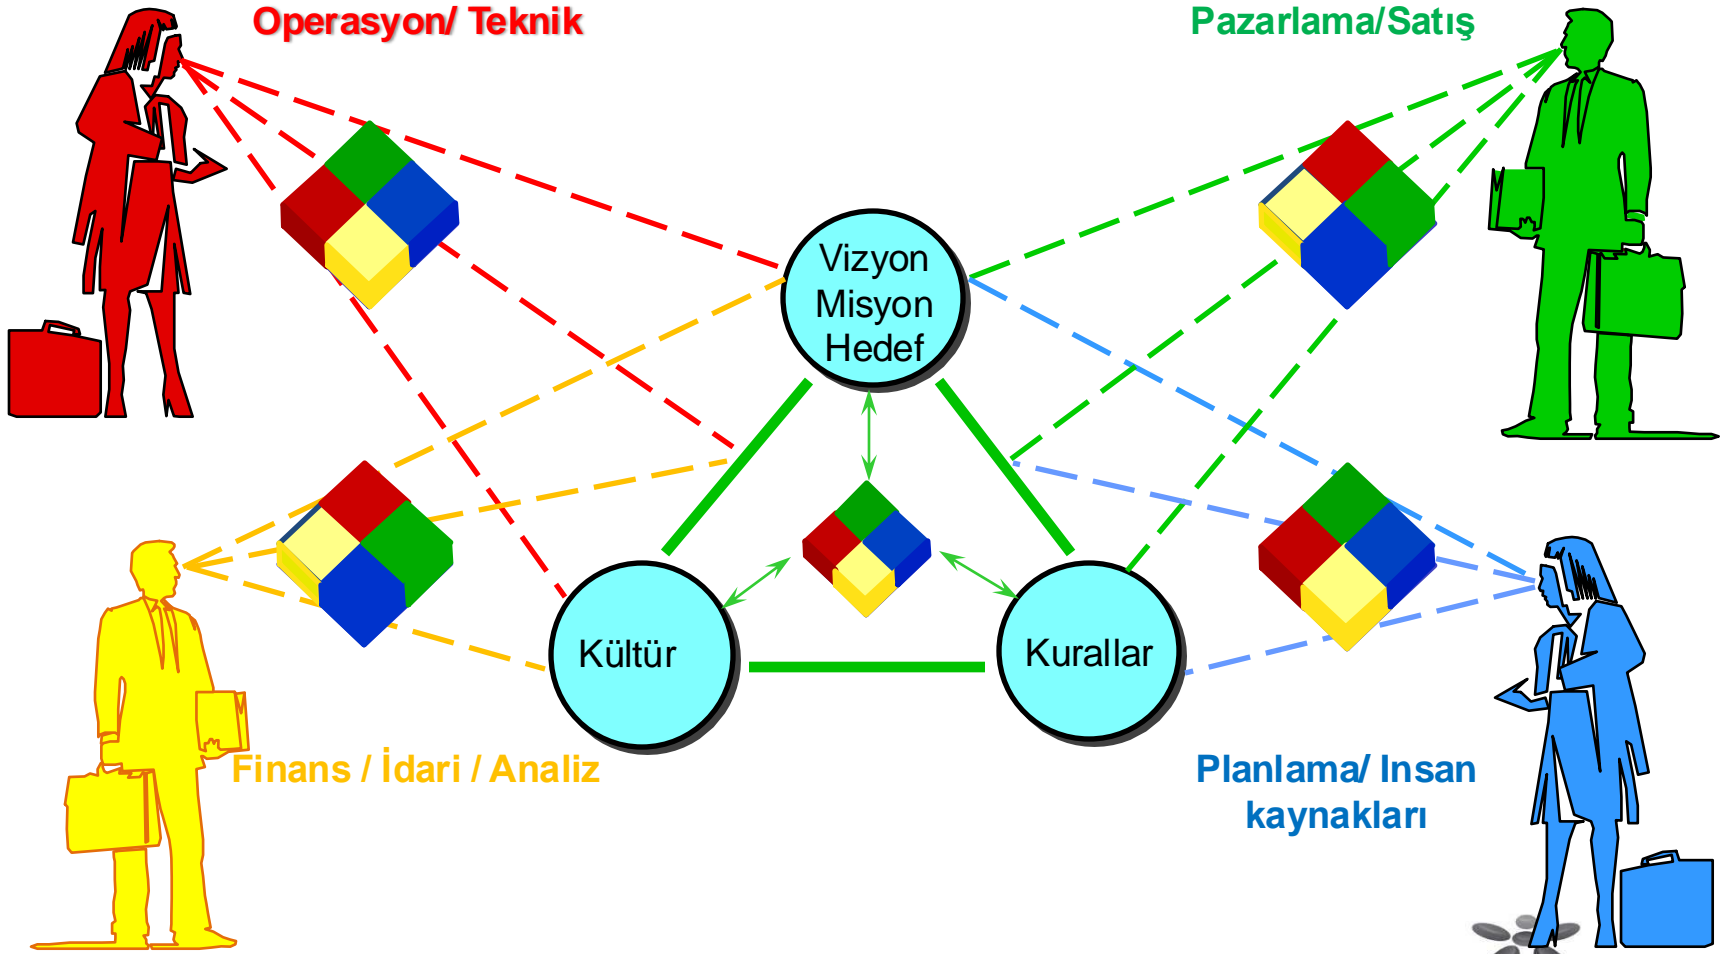 Operasyon/ Teknik
Pazarlama/Satış
Vizyon
Misyon
Hedef
Kültür
Kurallar
Finans / İdari / Analiz
Planlama/ Insan
kaynakları